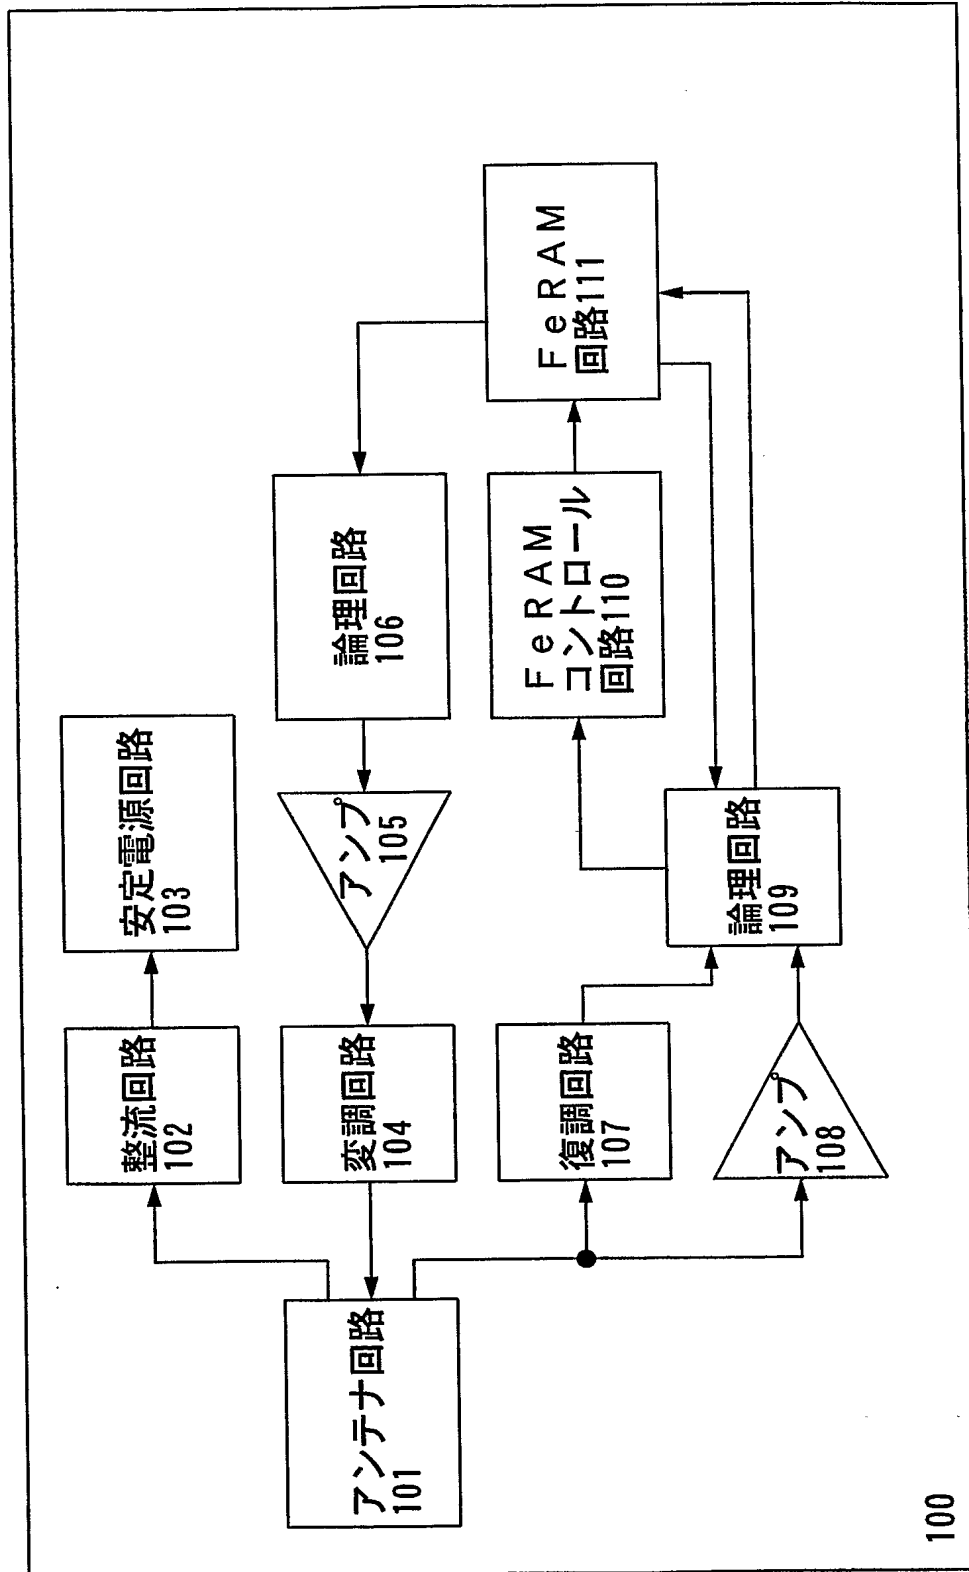 整流回路
102
安定電源回路
103
アンテナ回路
101
変調回路
104
アンプ
105
論理回路
106
復調回路
107
アンプ
108
論理回路
109
ＦｅＲＡＭ
コントロール
回路110
ＦｅＲＡＭ
回路111
100